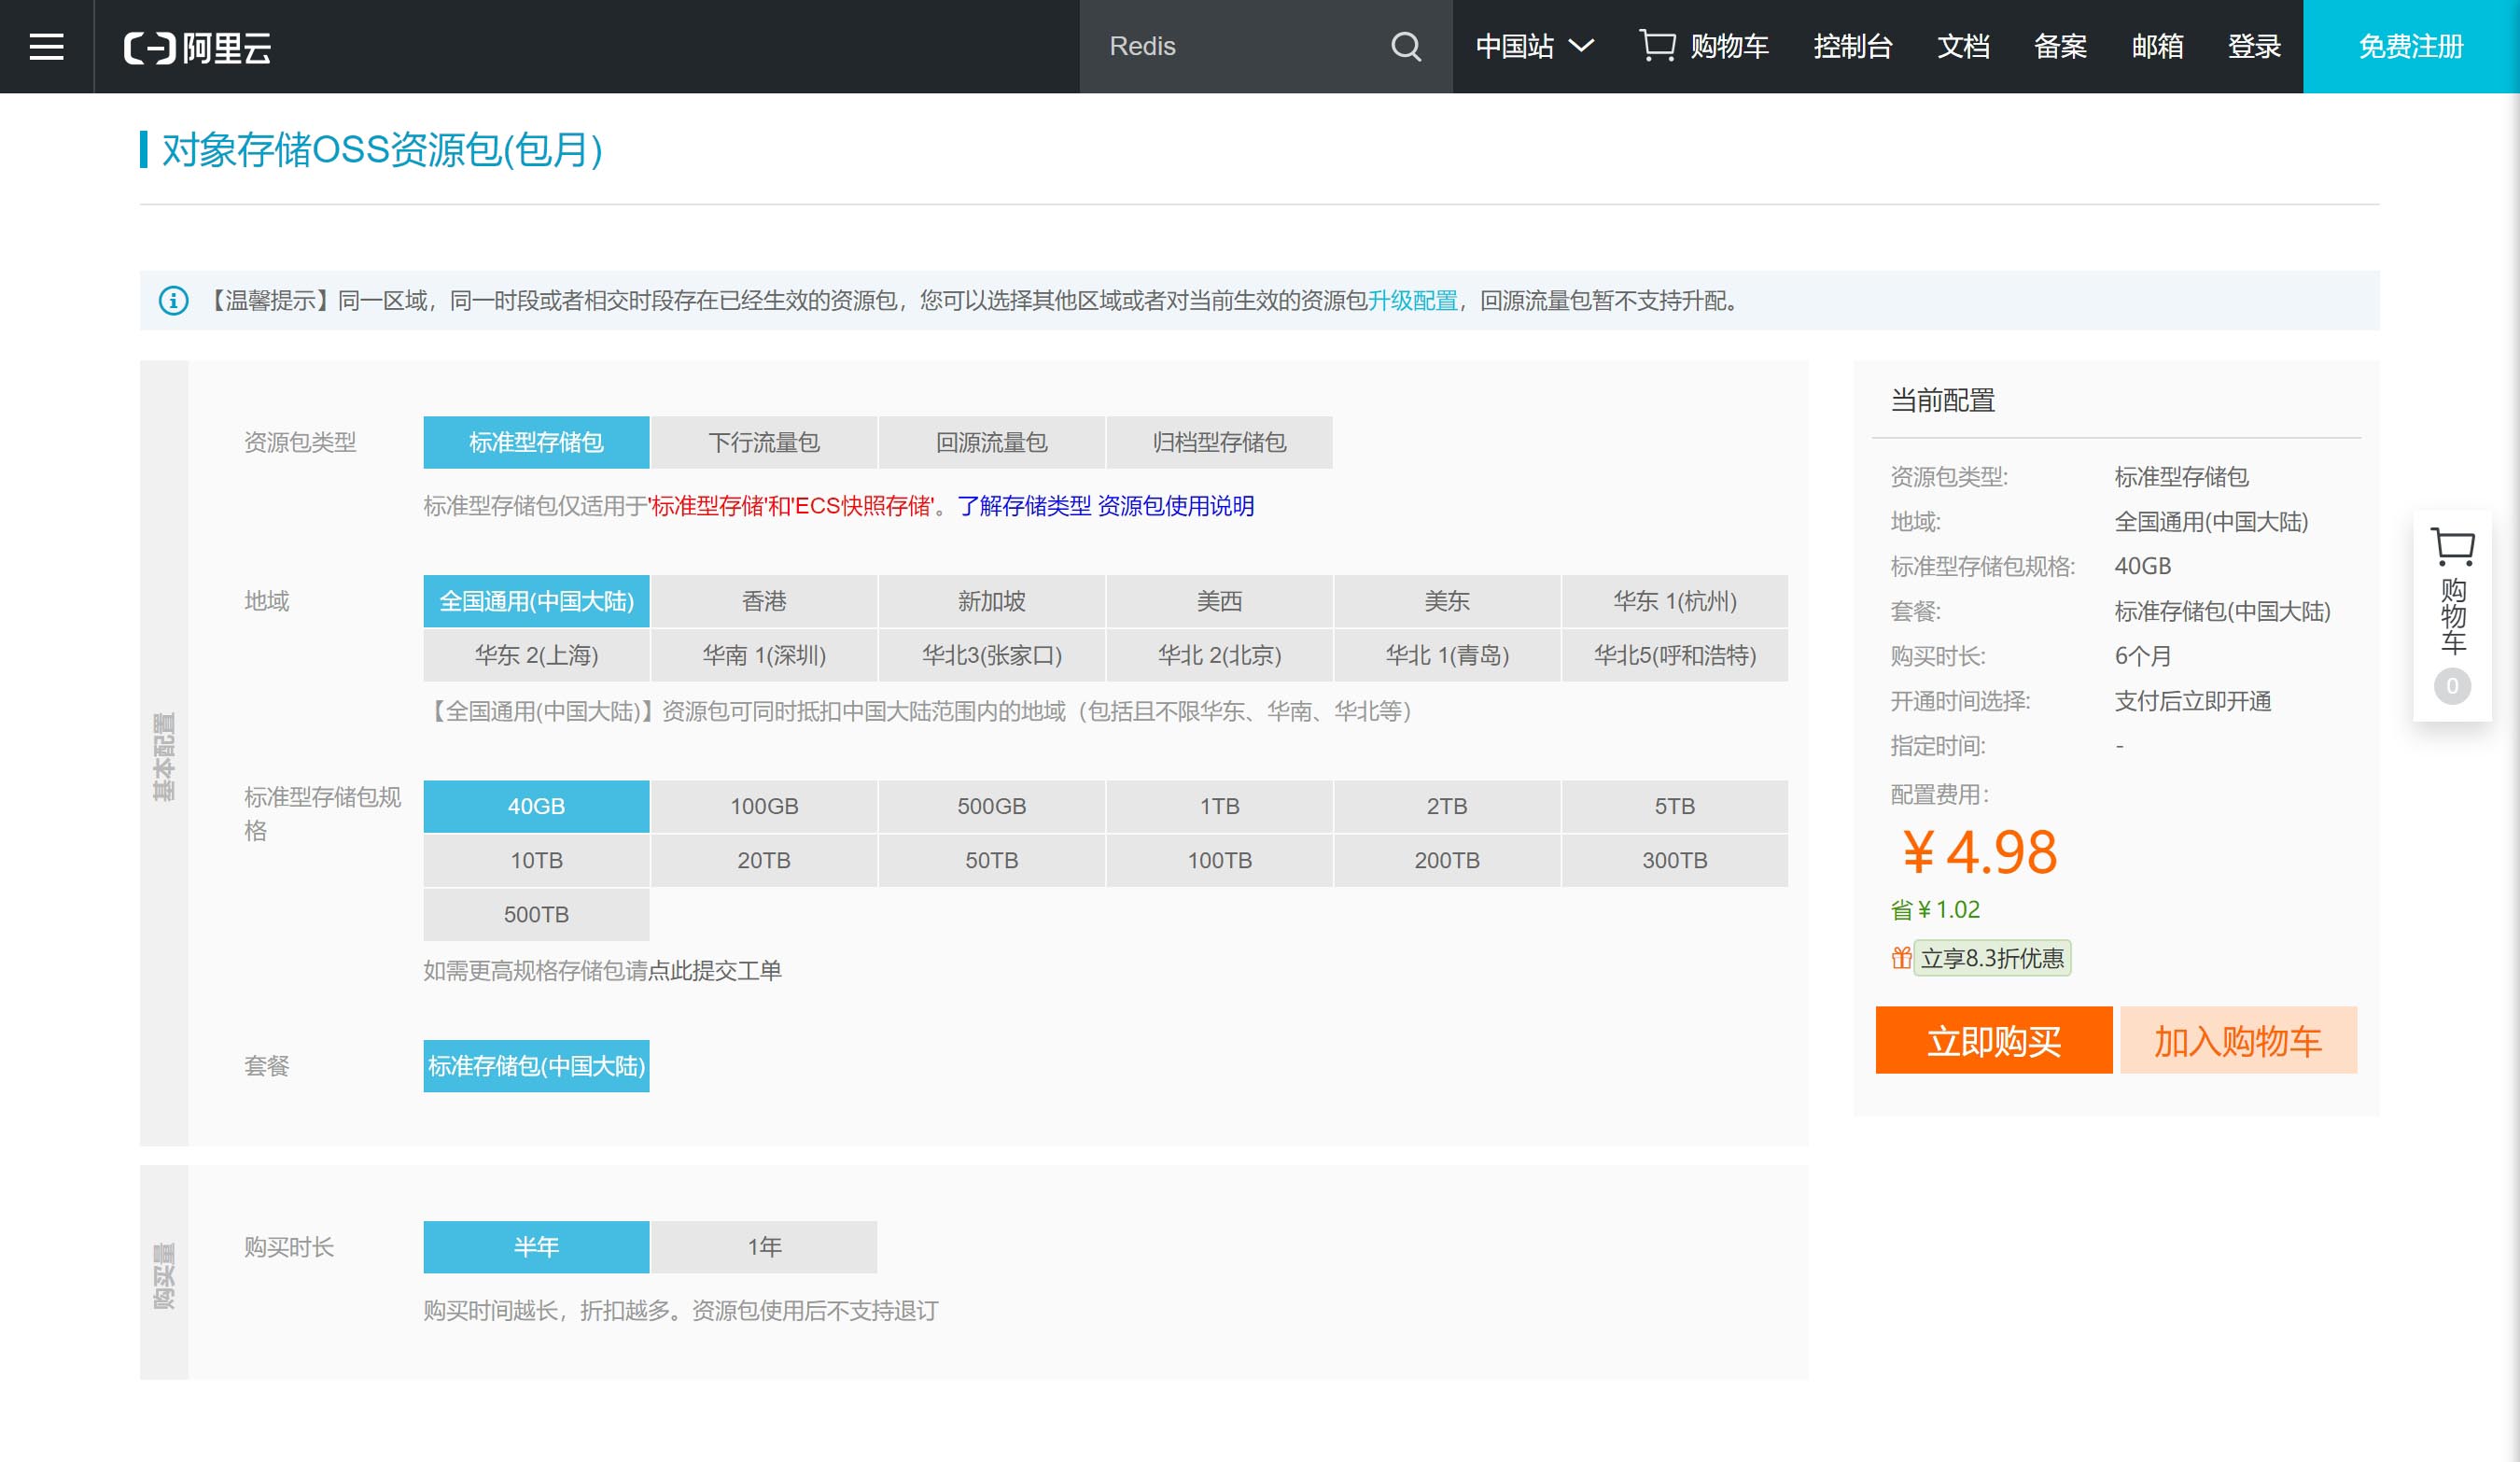 阿里云
Redis
中国站 购物车 控制台 文档 备案 邮箱 登录 免费注册
对象存储OSS资源包(包月)
【温馨提示】同一区域，同一时段或者相交时段存在已经生效的资源包，您可以选择其他区域或者对当前生效的资源包升级配置，回源流量包暂不支持升配。
基本配置
资源包类型 标准型存储包 下行流量包 回源流量包 归档型存储包
标准型存储包仅适用于'标准型存储'和'ECS快照存储'。了解存储类型 资源包使用说明
地域 全国通用(中国大陆) 香港 新加坡 美西 美东 华东 1(杭州)
华东 2(上海) 华南 1(深圳) 华北3(张家口) 华北 2(北京) 华北 1(青岛) 华北5(呼和浩特)
【全国通用(中国大陆)】资源包可同时抵扣中国大陆范围内的地域（包括且不限华东、华南、华北等）
标准型存储包规格 40GB 100GB 500GB 1TB 2TB 5TB
10TB 20TB 50TB 100TB 200TB 300TB
500TB
如需更高规格存储包请点此提交工单
套餐 标准存储包(中国大陆)
购买量
购买时长 半年 1年
购买时间越长，折扣越多。资源包使用后不支持退订
当前配置
资源包类型: 标准型存储包
地域: 全国通用(中国大陆)
标准型存储包规格: 40GB
套餐: 标准存储包(中国大陆)
购买时长: 6个月
开通时间选择: 支付后立即开通
指定时间: -
配置费用：
¥ 4.98
省 ¥ 1.02
立享8.3折优惠
立即购买 加入购物车
购物车
0